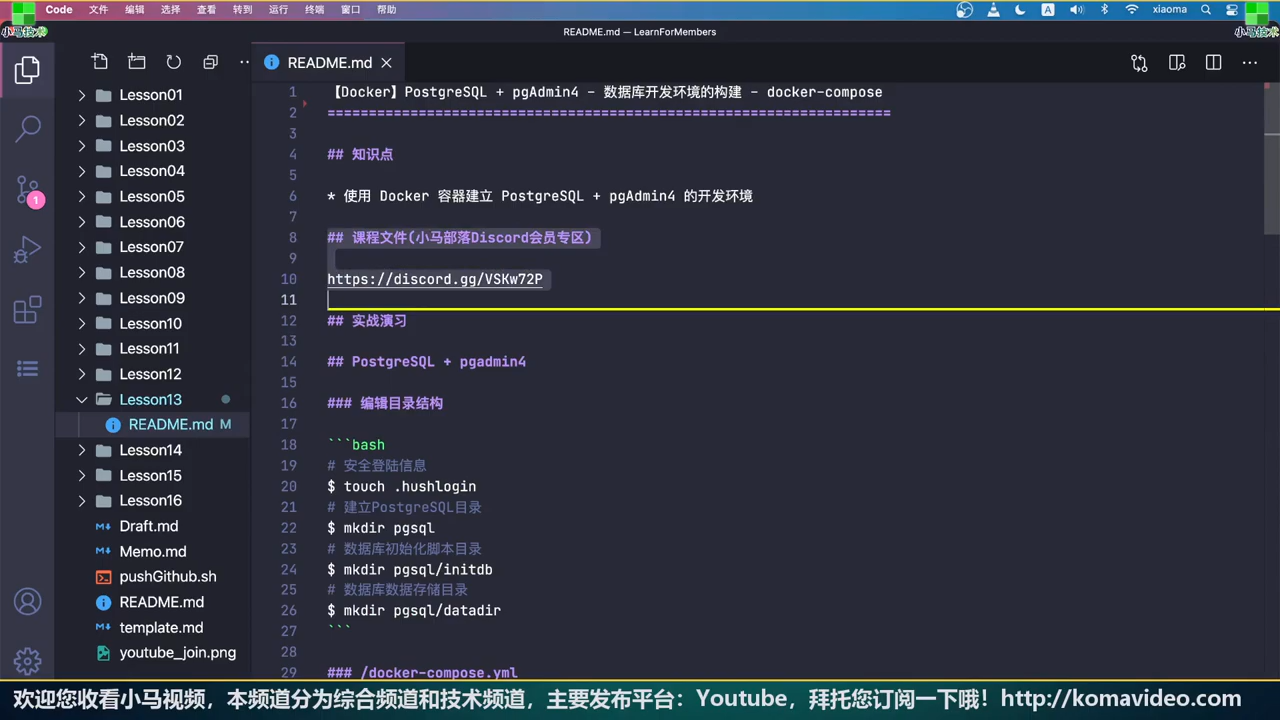 Code 文件 编辑 选择 查看 转到 运行 终端 窗口 帮助 A xiaoma
小马技术 README.md — LearnForMembers 小马技术
README.md
Lesson01
Lesson02
Lesson03
Lesson04
Lesson05
Lesson06
Lesson07
Lesson08
Lesson09
Lesson10
Lesson11
Lesson12
Lesson13
README.md M
Lesson14
Lesson15
Lesson16
Draft.md
Memo.md
pushGithub.sh
README.md
template.md
youtube_join.png
1
1 【Docker】PostgreSQL + pgAdmin4 - 数据库开发环境的构建 - docker-compose
2 ====================================================================
3
4 ## 知识点
5
6 * 使用 Docker 容器建立 PostgreSQL + pgAdmin4 的开发环境
7
8 ## 课程文件(小马部落Discord会员专区)
9
10 https://discord.gg/VSKw72P
11
12 ## 实战演习
13
14 ## PostgreSQL + pgadmin4
15
16 ### 编辑目录结构
17
18 ```bash
19 # 安全登陆信息
20 $ touch .hushlogin
21 # 建立PostgreSQL目录
22 $ mkdir pgsql
23 # 数据库初始化脚本目录
24 $ mkdir pgsql/initdb
25 # 数据库数据存储目录
26 $ mkdir pgsql/datadir
27 ```
28
29 ### /docker-compose.yml
欢迎您收看小马视频，本频道分为综合频道和技术频道，主要发布平台：Youtube，拜托您订阅一下哦！http://komavideo.com